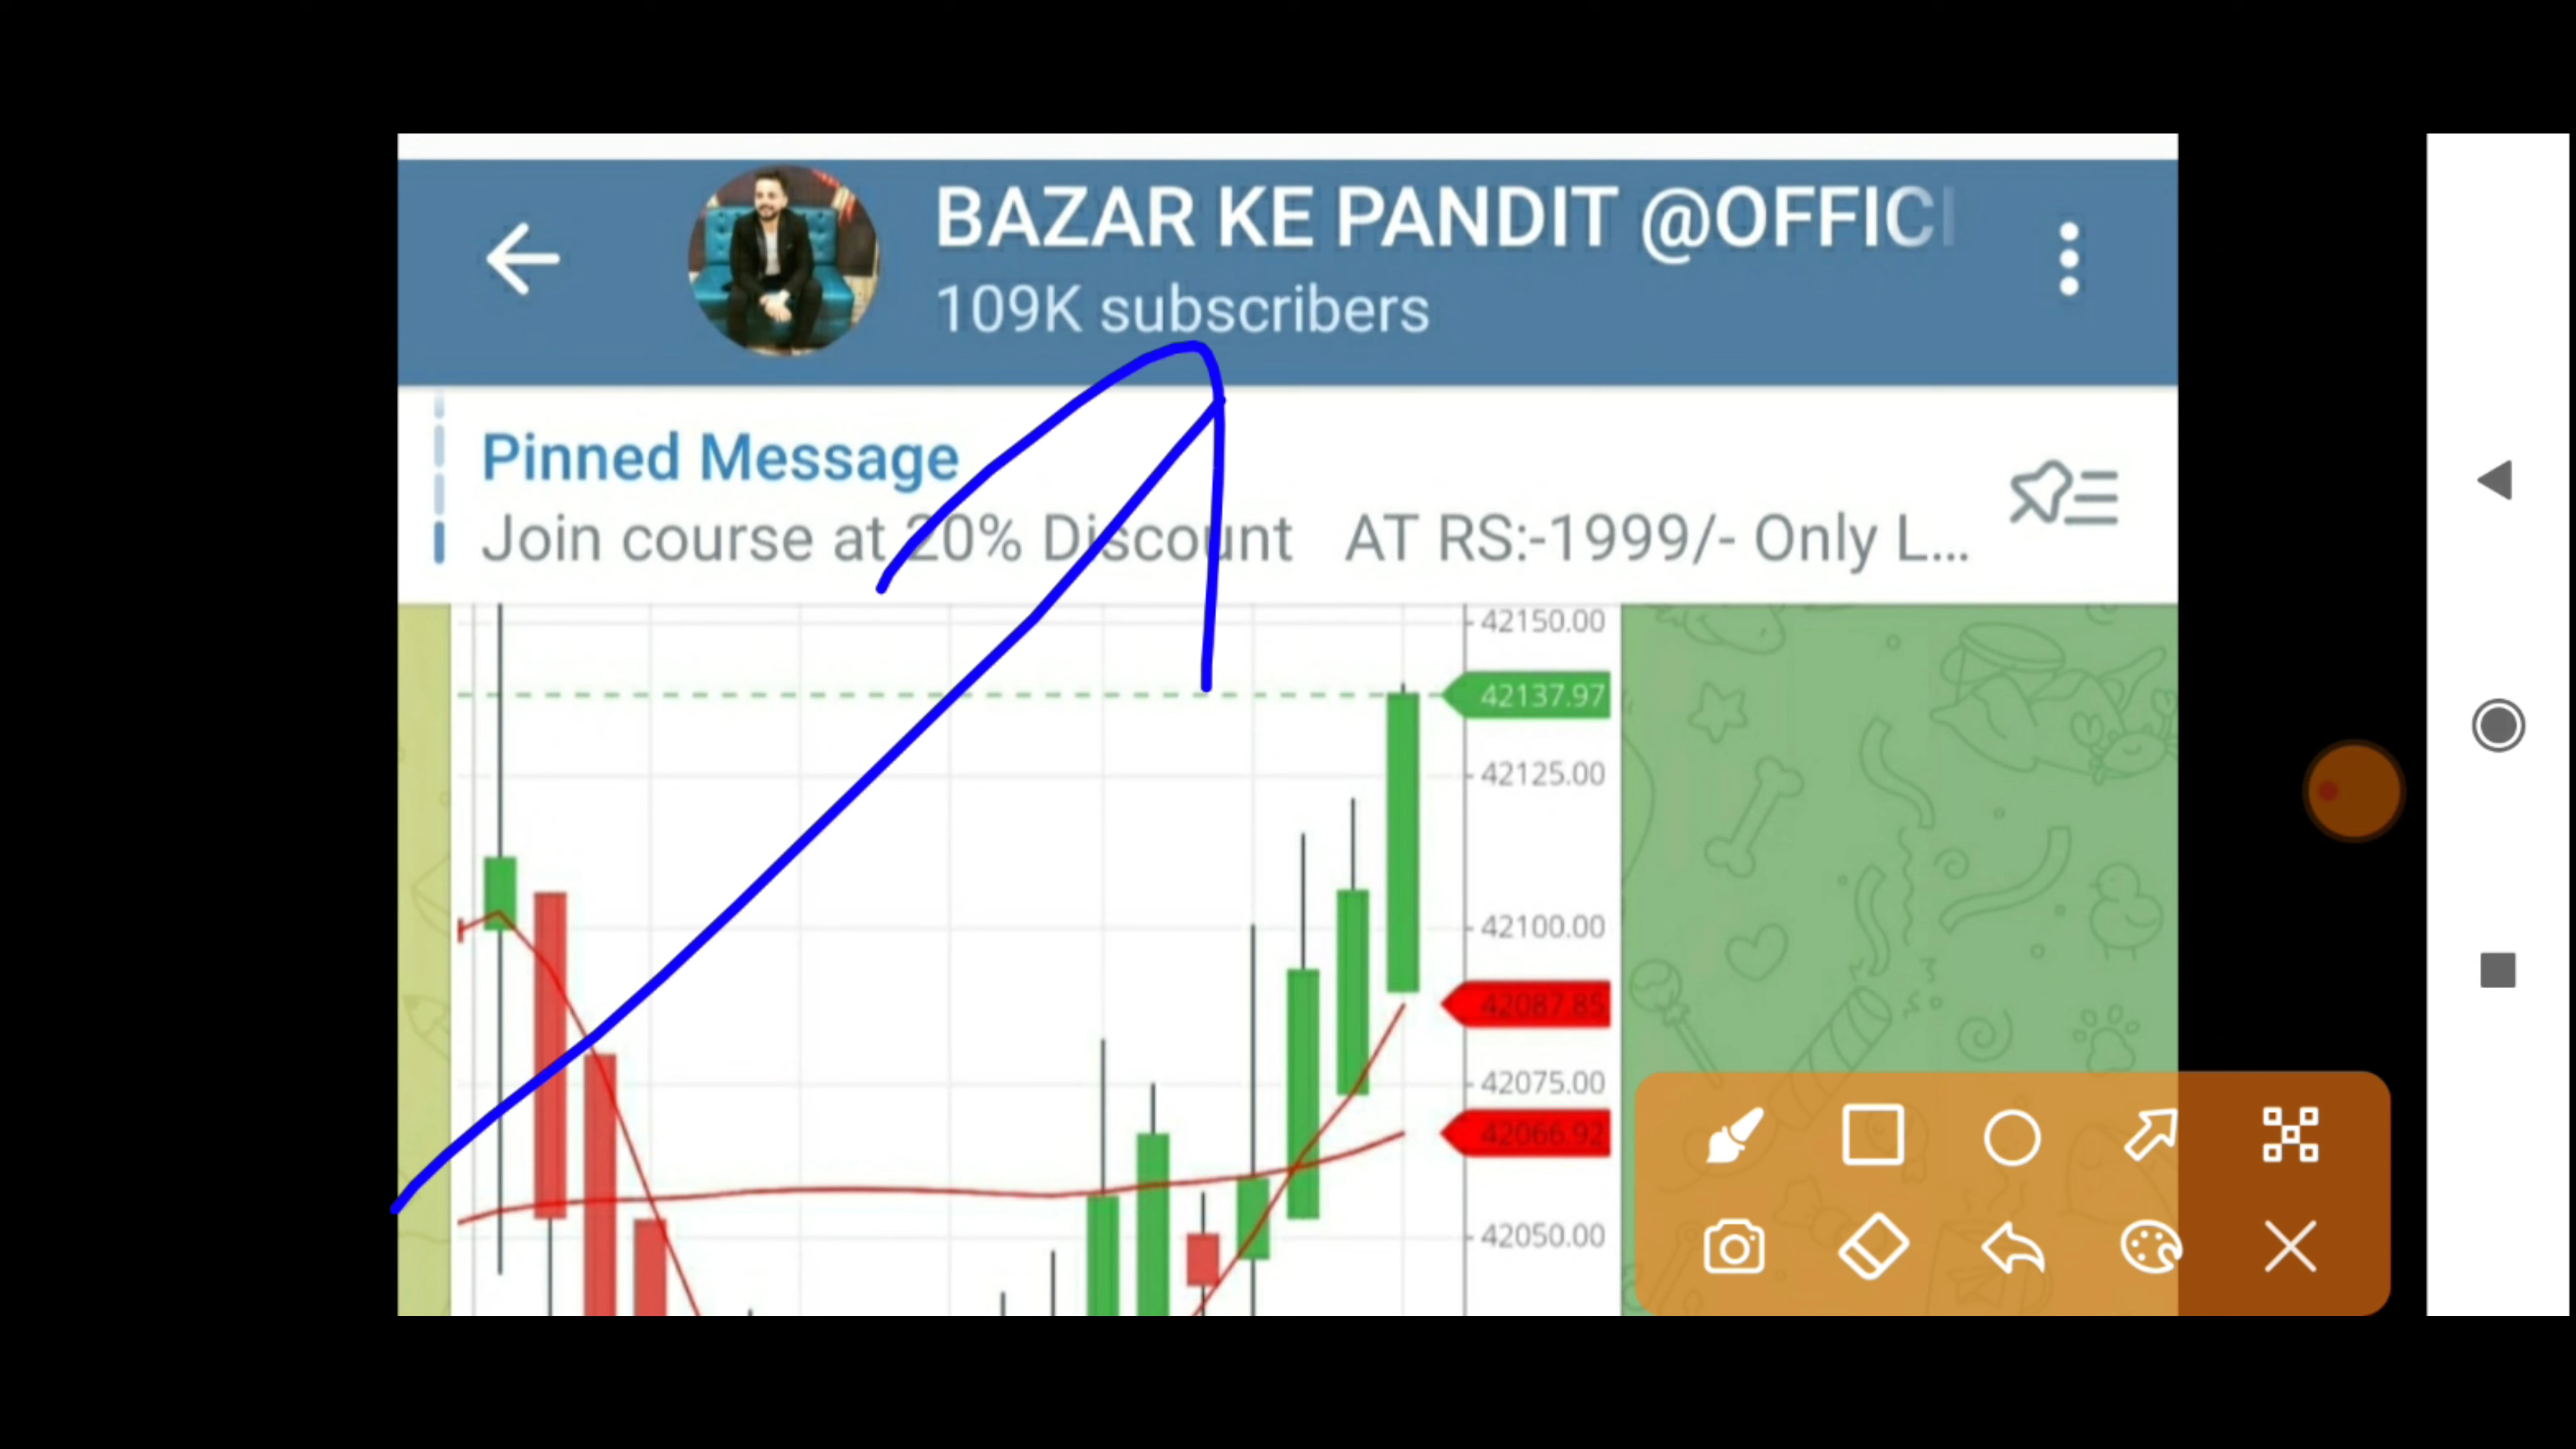 BAZAR KE PANDIT @OFFICI
109K subscribers
Pinned Message
Join course at 20% Discount AT RS:-1999/- Only L...
42150.00
42137.97
42125.00
42100.00
42087.85
42075.00
42066.92
42050.00